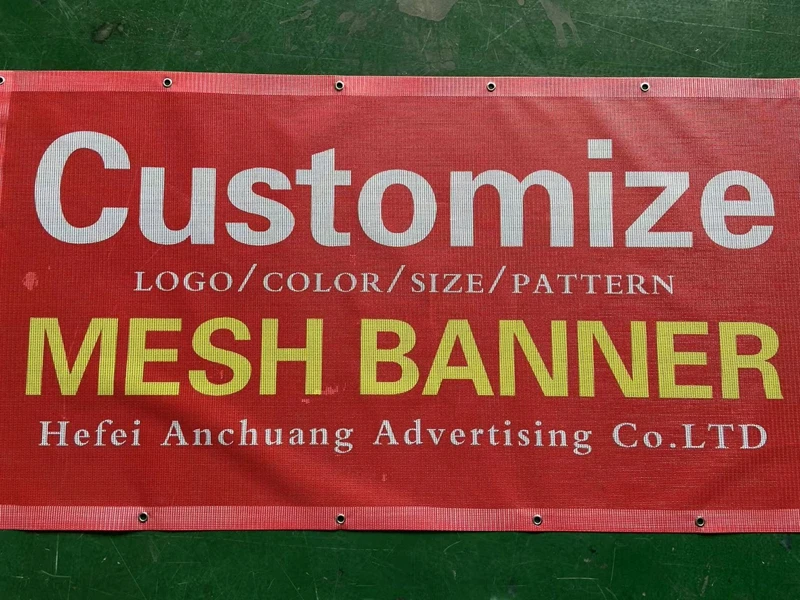 Customize
LOGO/COLOR/SIZE/PATTERN
MESH BANNER
Hefei Anchuang Advertising Co.LTD